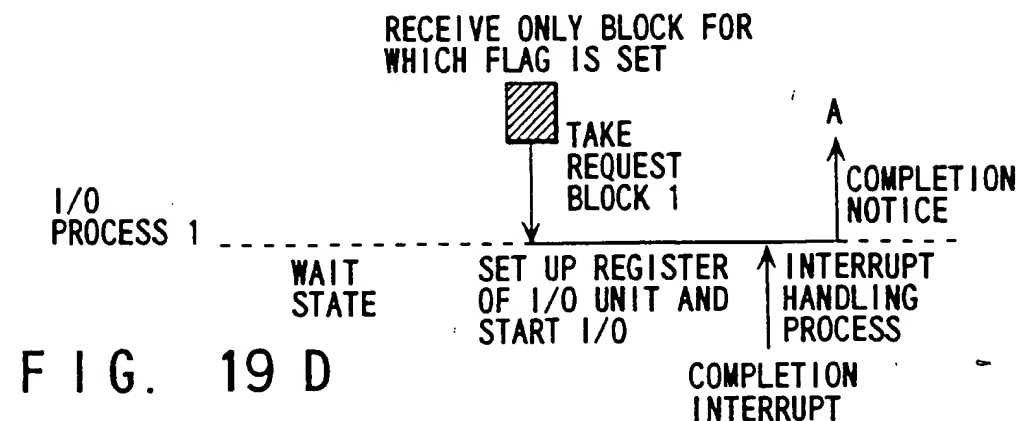 RECEIVE ONLY BLOCK FOR
WHICH FLAG IS SET
A
TAKE
REQUEST
BLOCK 1
COMPLETION
NOTICE
I/O
PROCESS 1
WAIT
STATE
SET UP REGISTER
OF I/O UNIT AND
START I/O
INTERRUPT
HANDLING
PROCESS
COMPLETION
INTERRUPT
FIG. 19 D